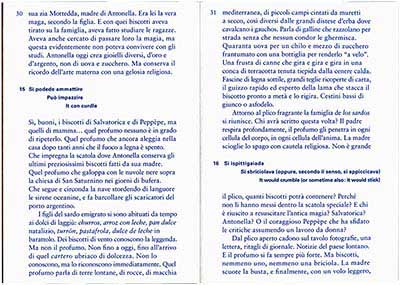 30 sua zia Mottedda, madre di Antonella. Era lei la vera
maga, secondo la figlia. E con quei biscotti aveva
tirato su la famiglia, aveva fatto studiare le ragazze.
Aveva anche cercato di passare loro la magia, ma
questa evidentemente non poteva convivere con gli
studi. Antonella oggi crea gioielli diversi, d'oro e
d'argento, non di uova e zucchero. Ma conserva il
ricordo dell'arte materna con una gelosia religiosa.
15 Si podede ammattire
Può impazzire
It can curdle
Sì, buoni, i biscotti di Salvatorica e di Peppèpe, ma
quelli di mamma... quel profumo nessuno è in grado
di ripeterlo. Quel profumo che ancora aleggia nella
casa dopo tanti anni che il fuoco a legna è spento.
Che impregna la scatola dove Antonella conserva gli
ultimi preziosissimi biscotti fatti da sua madre.
Quel profumo che galoppa con le nuvole nere sopra
la chiesa di San Saturnino nei giorni di bufera.
Che segue e circonda la nave stordendo di languore
le sirene oceanine, e fa barcollare gli scaricatori del
porto argentino.
I figli del sardo emigrato si sono abituati da tempo
ai dolci di laggiù: churros, arroz con leche, pan dulce
natalizio, turrón, pastafrola, dulce de leche in
barattolo. Dei biscotti di vento conoscono la leggenda.
Ma non il profumo. Non fino a oggi, fino all'arrivo
di quel cartero ubriaco di dolcezza. Non lo
conoscono, ma lo riconoscono immediatamente. Quel
profumo parla di terre lontane, di rocce, di macchia
31 mediterranea, di piccoli campi cintati da muretti
a secco, così diversi dalle grandi distese d'erba dove
cavalcano i gauchos. Parla di galline che razzolano per
strada senza che nessun condor le ghermisca.
Quaranta uova per un chilo e mezzo di zucchero
frantumato con una bottiglia per renderlo "a velo".
Una frusta di canne che gira e gira e gira in una
conca di terracotta tenuta tiepida dalla cenere calda.
Fascine di legna sottile, grandi teglie ricoperte di carta,
il guizzo rapido ed esperto della lama che stacca il
biscotto pronto a metà e lo rigira. Cestini bassi di
giunco o asfodelo.
Attorno al plico fragrante la famiglia de los sardos
si riunisce. Chi avrà scritto questa volta? Il padre
respira profondamente, il profumo gli penetra in ogni
cellula del corpo, in ogni cellula dell'anima. La madre
scioglie lo spago con cautela religiosa. Non è grande
16 Si ispittigaiada
Si sbriciolava (oppure, secondo il senso, si appiccicava)
It would crumble (or sometime also: It would stick)
il plico, quanti biscotti potrà contenere? Perché
non li hanno messi dentro la scatola speciale? E chi
è riuscito a resuscitare l'antica magia? Salvatorica?
Antonella? O il coraggioso Peppèpe che ha sfidato
le critiche assumendo un lavoro da donna?
Dal plico aperto cadono sul tavolo fotografie, una
lettera, ritagli di giornale. Notizie del paese lontano.
E il profumo si fa sempre più forte. Ma biscotti,
nemmeno uno, nemmeno una briciola. La madre
scuote la busta, e finalmente, con un volo leggero,